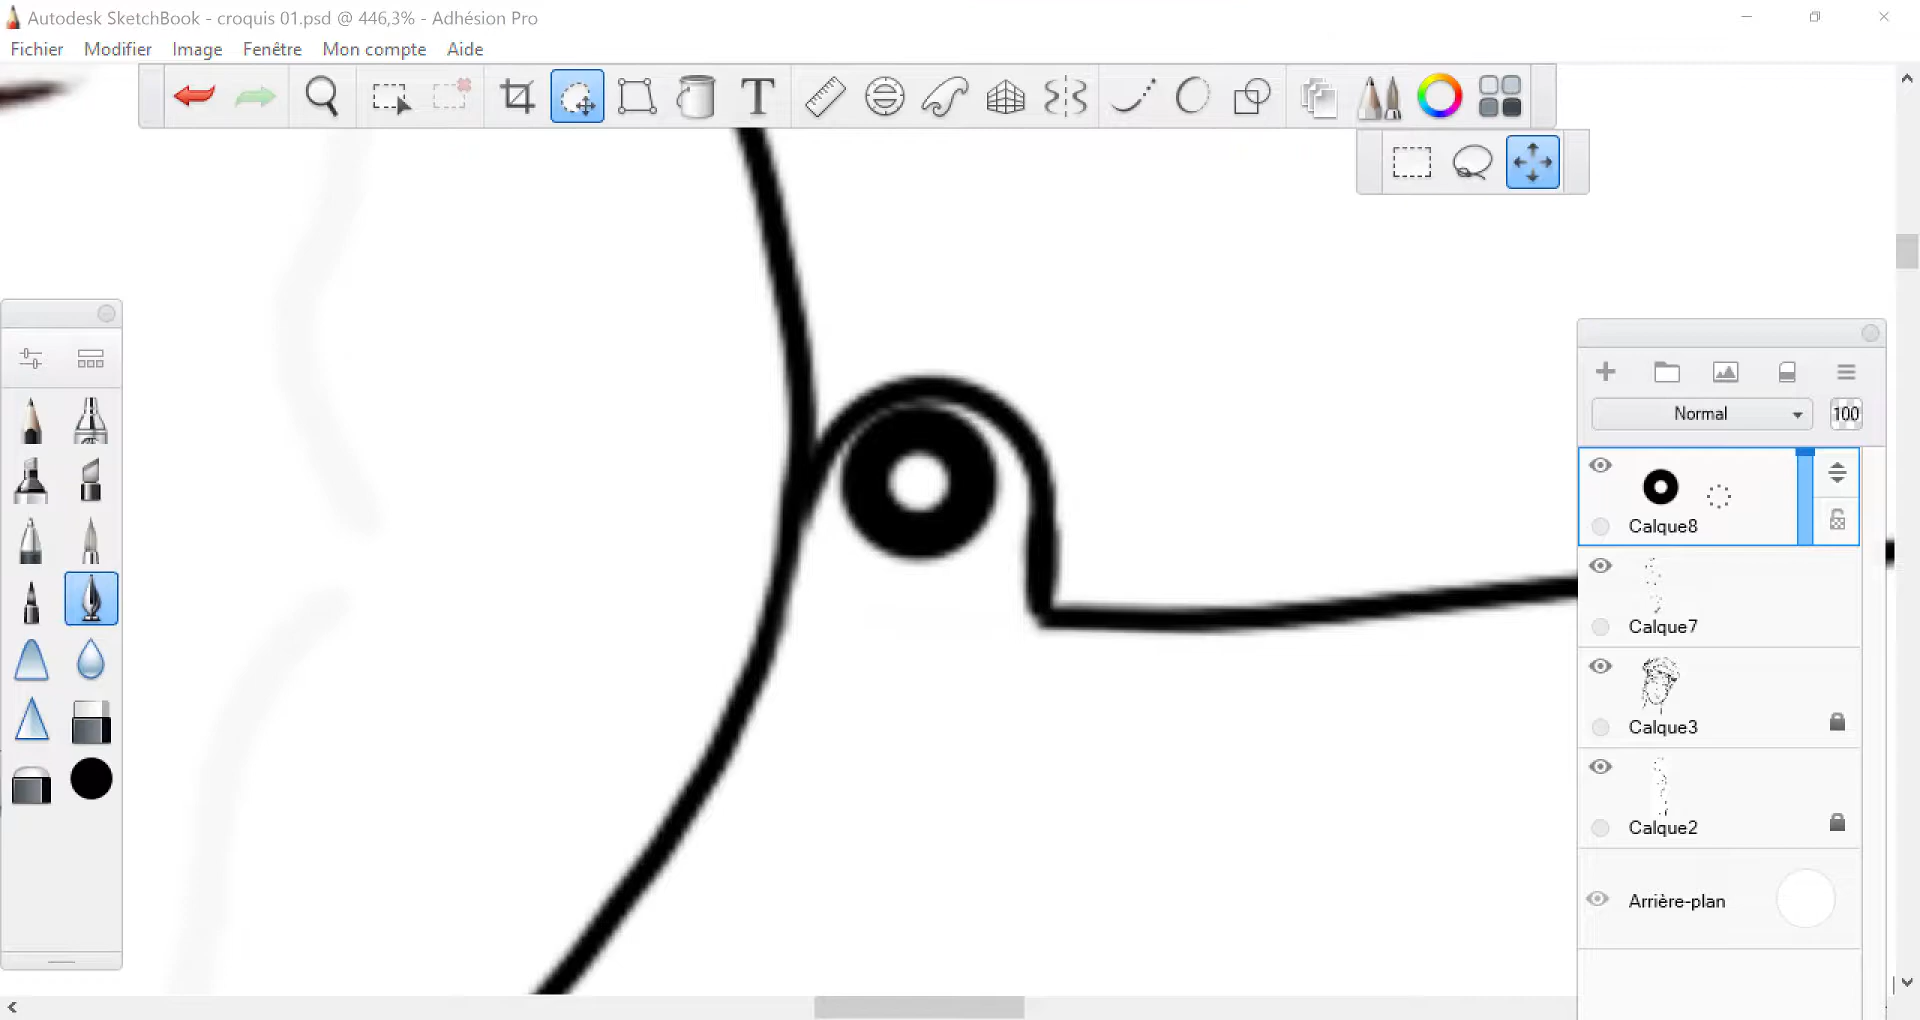 Autodesk SketchBook - croquis 01.psd @ 446,3% - Adhésion Pro
Fichier Modifier Image Fenêtre Mon compte Aide
T
Normal 100
Calque8
Calque7
Calque3
Calque2
Arrière-plan